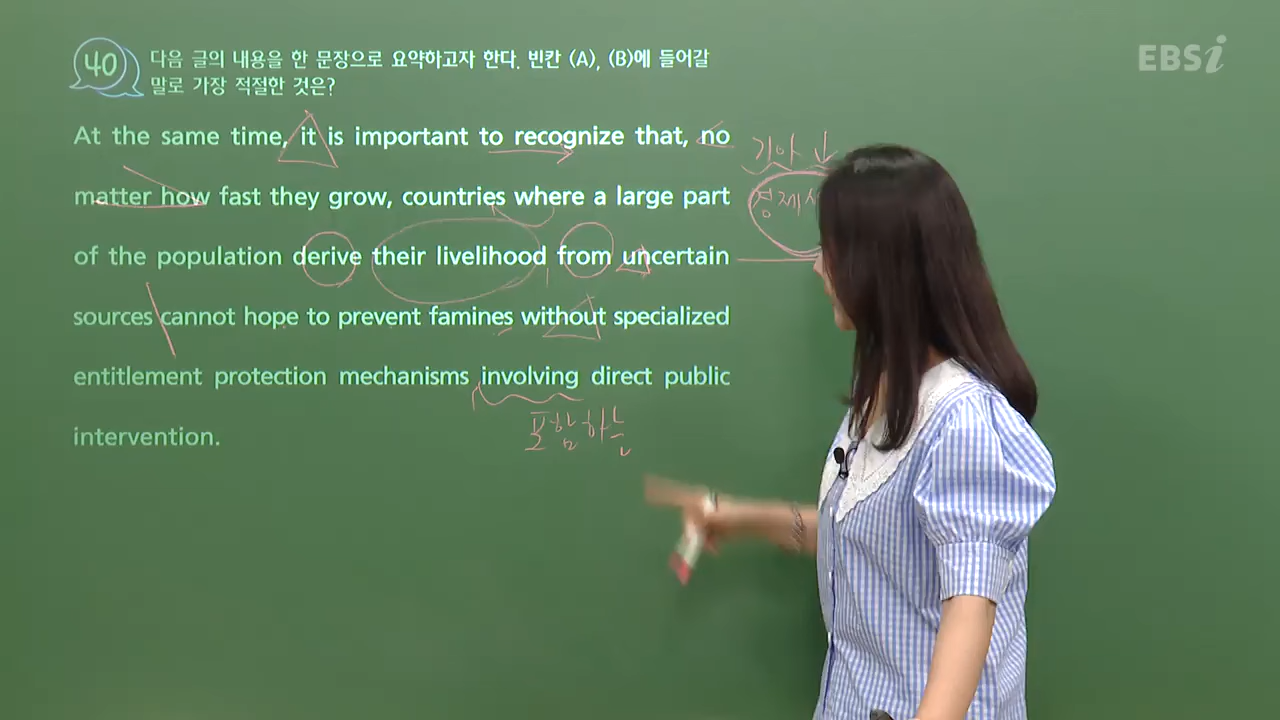 40 다음 글의 내용을 한 문장으로 요약하고자 한다. 빈칸 (A), (B)에 들어갈
말로 가장 적절한 것은?
EBSi
At the same time, it is important to recognize that, no
기아 ↓
matter how fast they grow, countries where a large part
경제
of the population derive their livelihood from uncertain
sources cannot hope to prevent famines without specialized
entitlement protection mechanisms involving direct public
포함하는
intervention.